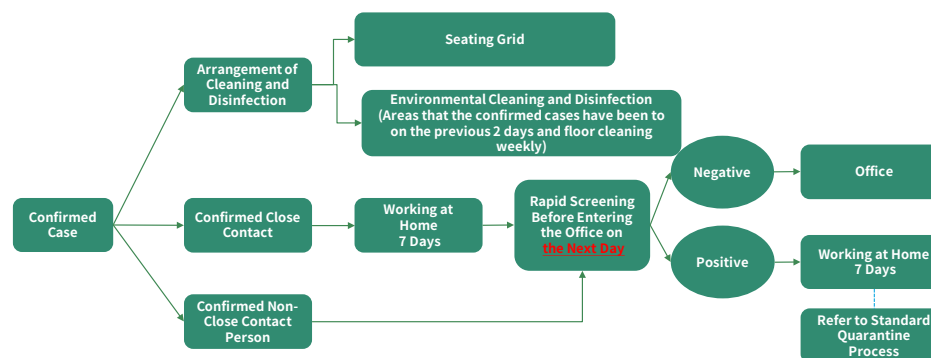 Seating Grid
Arrangement of
Cleaning and
Disinfection
Environmental Cleaning and Disinfection
(Areas that the confirmed cases have been to
on the previous 2 days and floor cleaning
weekly)
Negative
Office
Confirmed
Case
Confirmed Close
Contact
Working at
Home
7 Days
Rapid Screening
Before Entering
the Office on
the Next Day
Positive
Working at Home
7 Days
Confirmed Non-
Close Contact
Person
Refer to Standard
Quarantine
Process